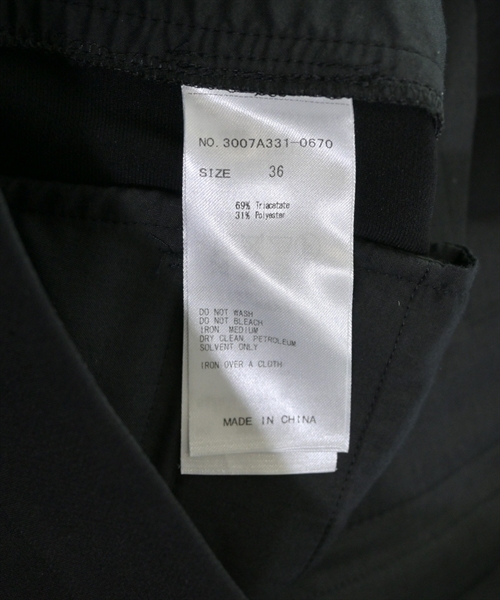 NO. 3007A331-0670
SIZE 36
69% Triacetate
31% Polyester
DO NOT WASH
DO NOT BLEACH
IRON MEDIUM
DRY CLEAN, PETROLEUM
SOLVENT ONLY
IRON OVER A CLOTH
MADE IN CHINA